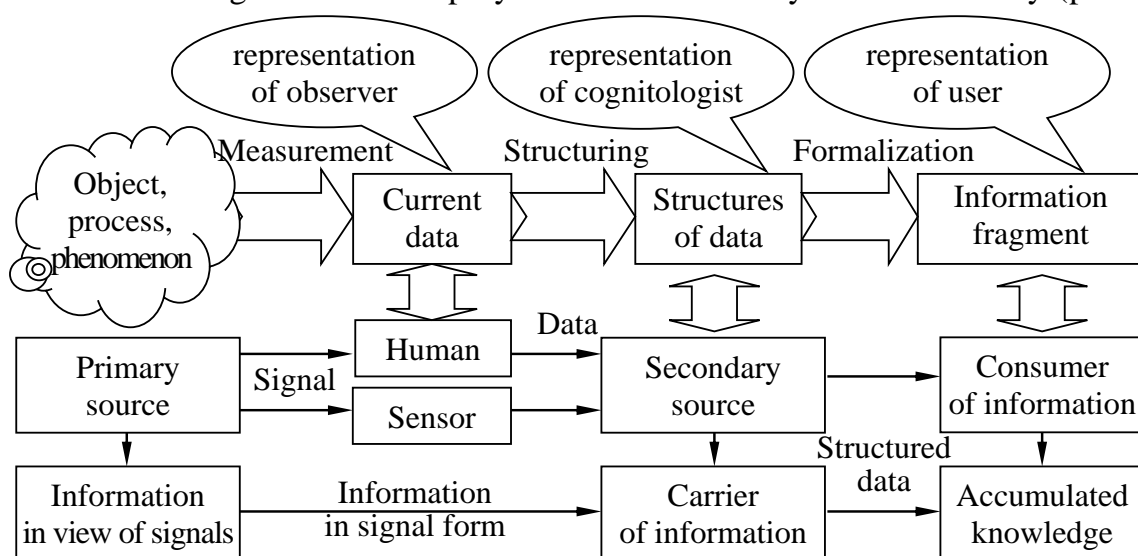 representation
of observer
representation
of cognitologist
representation
of user
Measurement
Structuring
Formalization
Object,
process,
phenomenon
Current
data
Structures
of data
Information
fragment
Primary
source
Signal
Human
Sensor
Data
Secondary
source
Consumer
of information
Information
in view of signals
Information
in signal form
Carrier
of information
Structured
data
Accumulated
knowledge